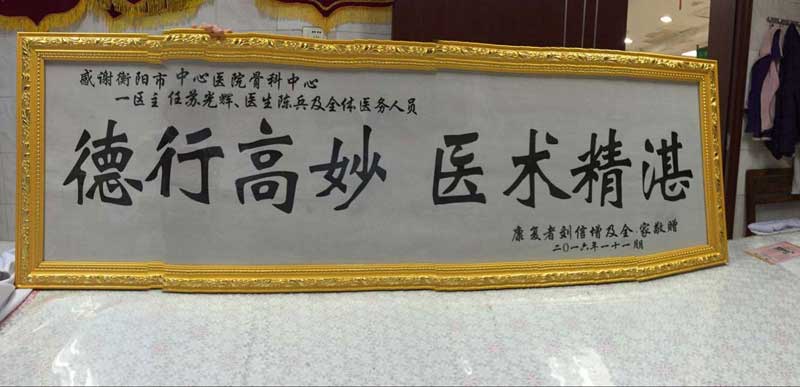 感谢衡阳市中心医院骨科中心
一区主任苏光辉、医生陈兵及全体医务人员
德行高妙 医术精湛
康复者刘信增及全家敬赠
二〇一六年十一月